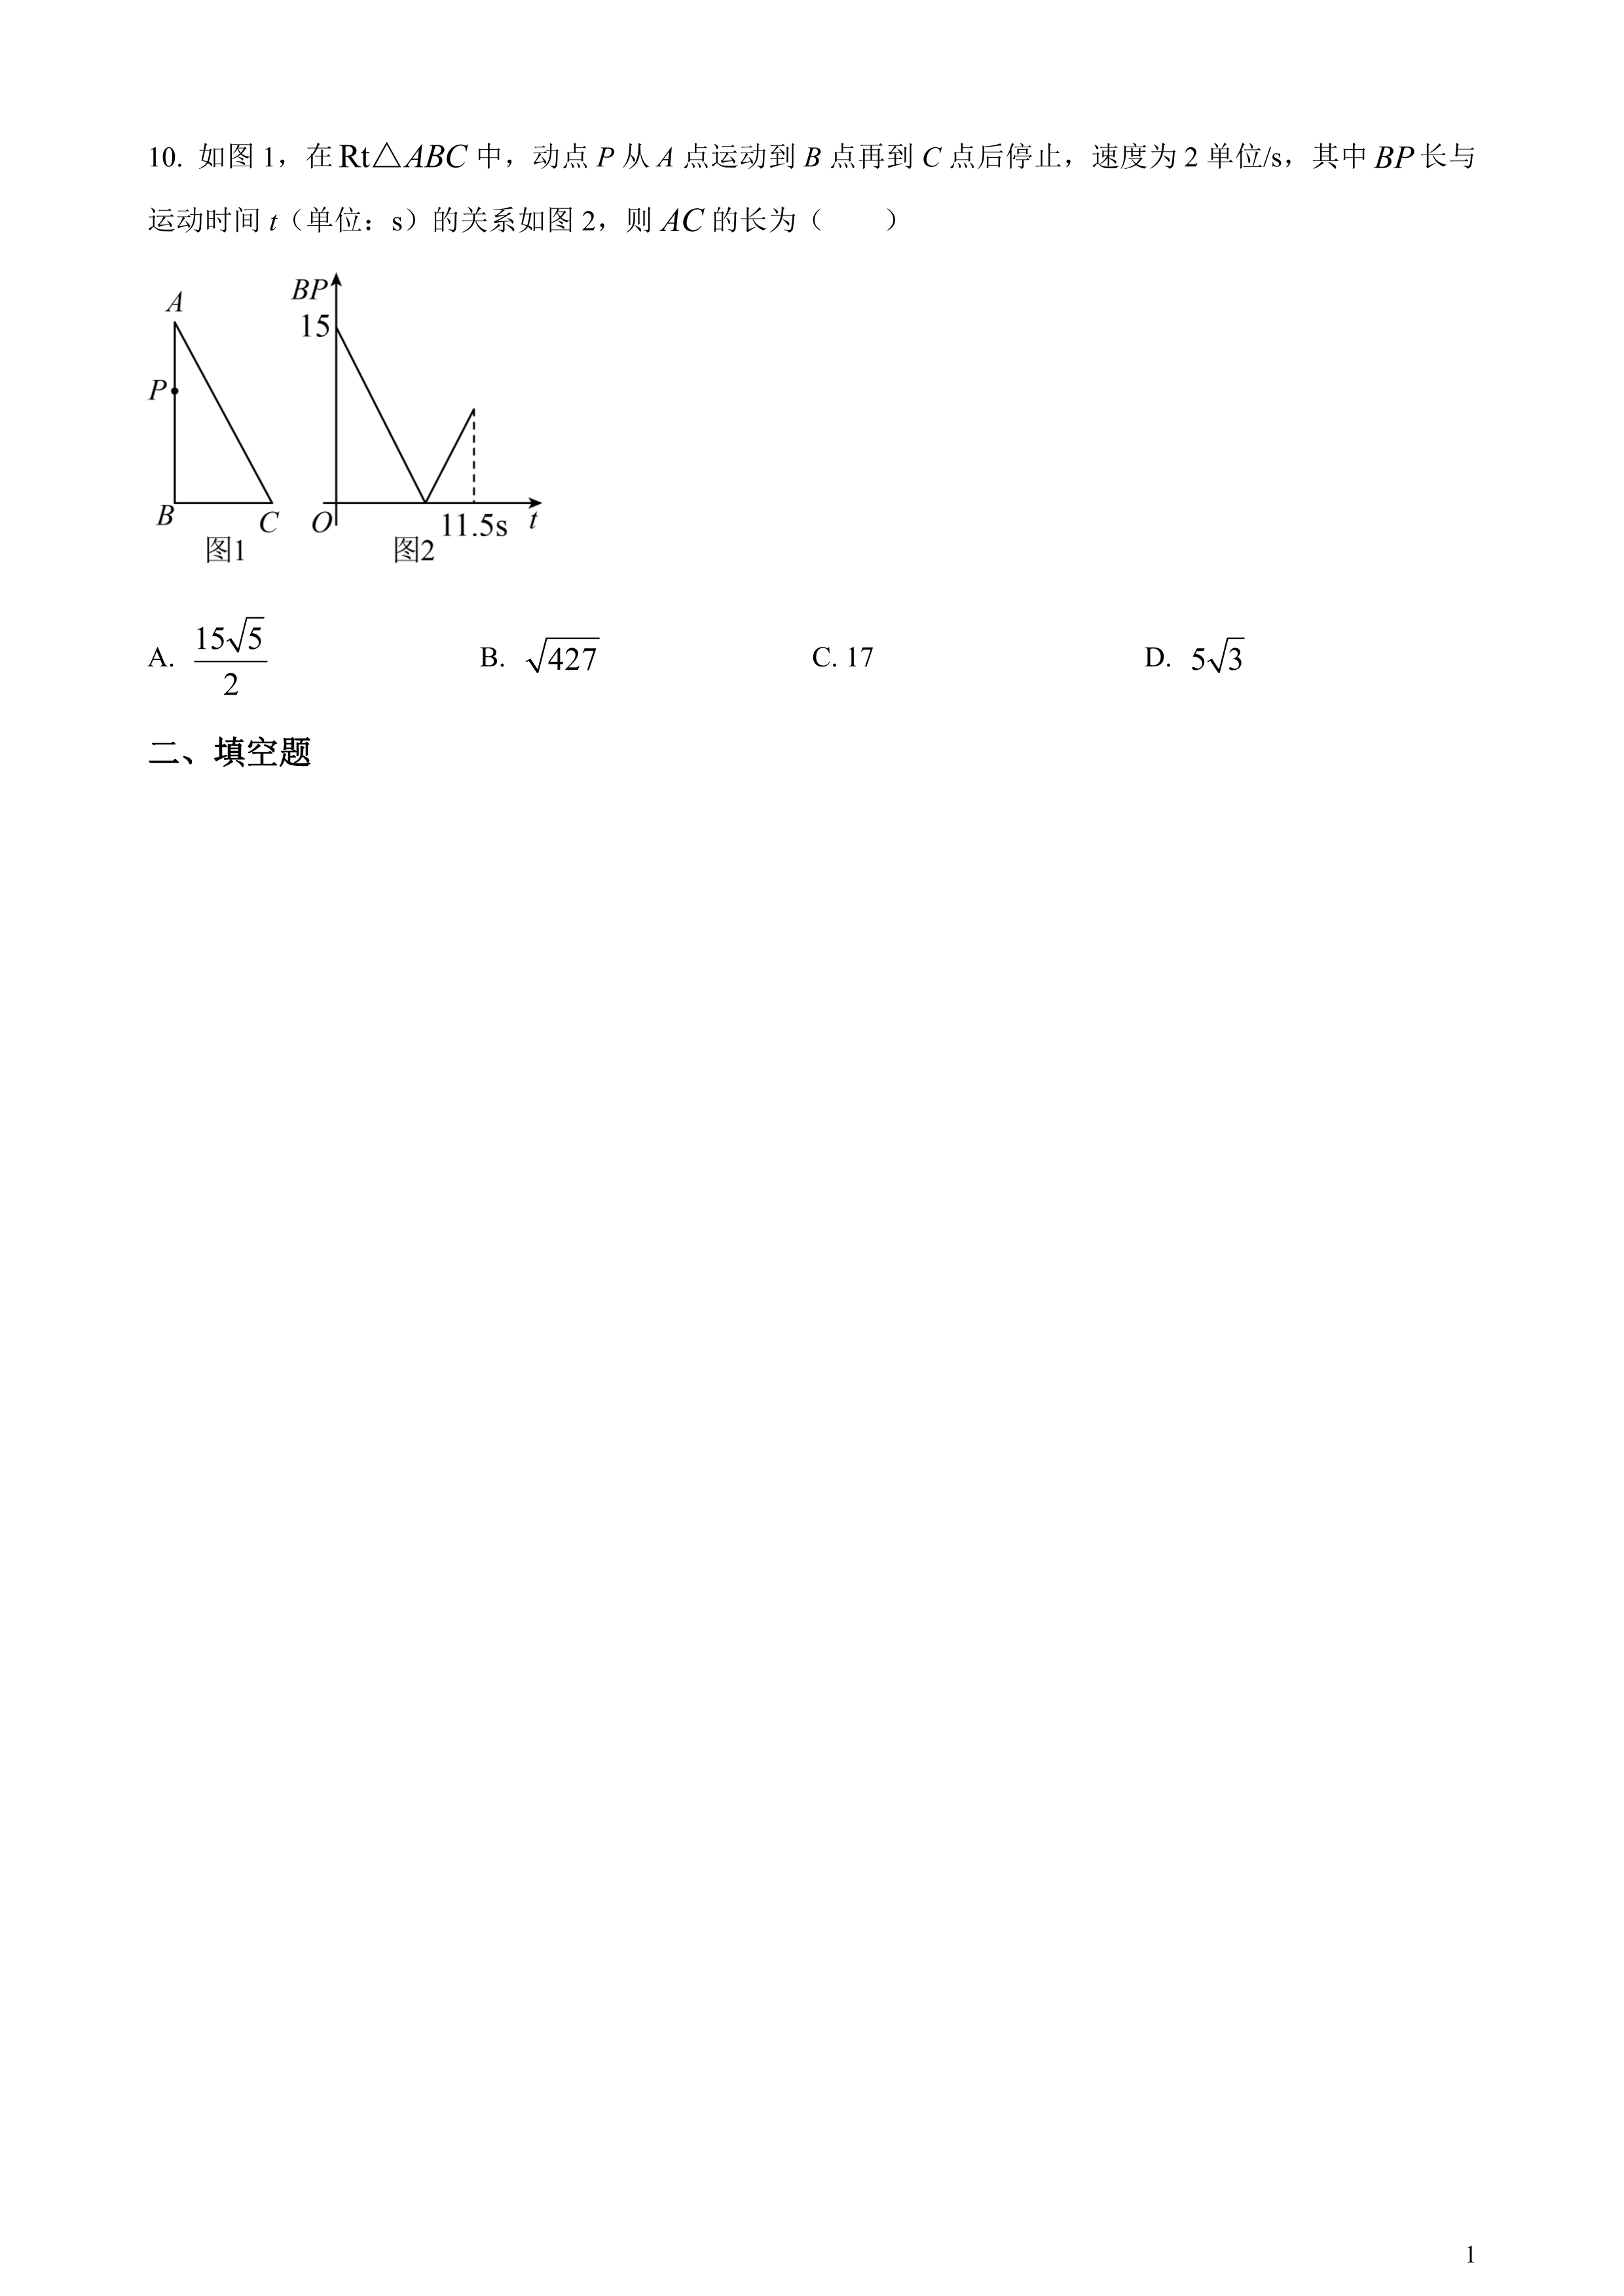 10. 如图 1，在 Rt△ABC 中，动点 P 从 A 点运动到 B 点再到 C 点后停止，速度为 2 单位/s，其中 BP 长与
运动时间 t（单位：s）的关系如图 2，则 AC 的长为（　　）
A
P
B
C
图1
BP
15
O
11.5s
t
图2
A. \frac{15\sqrt{5}}{2}　B. \sqrt{427}　C. 17　D. 5\sqrt{3}
二、填空题
1